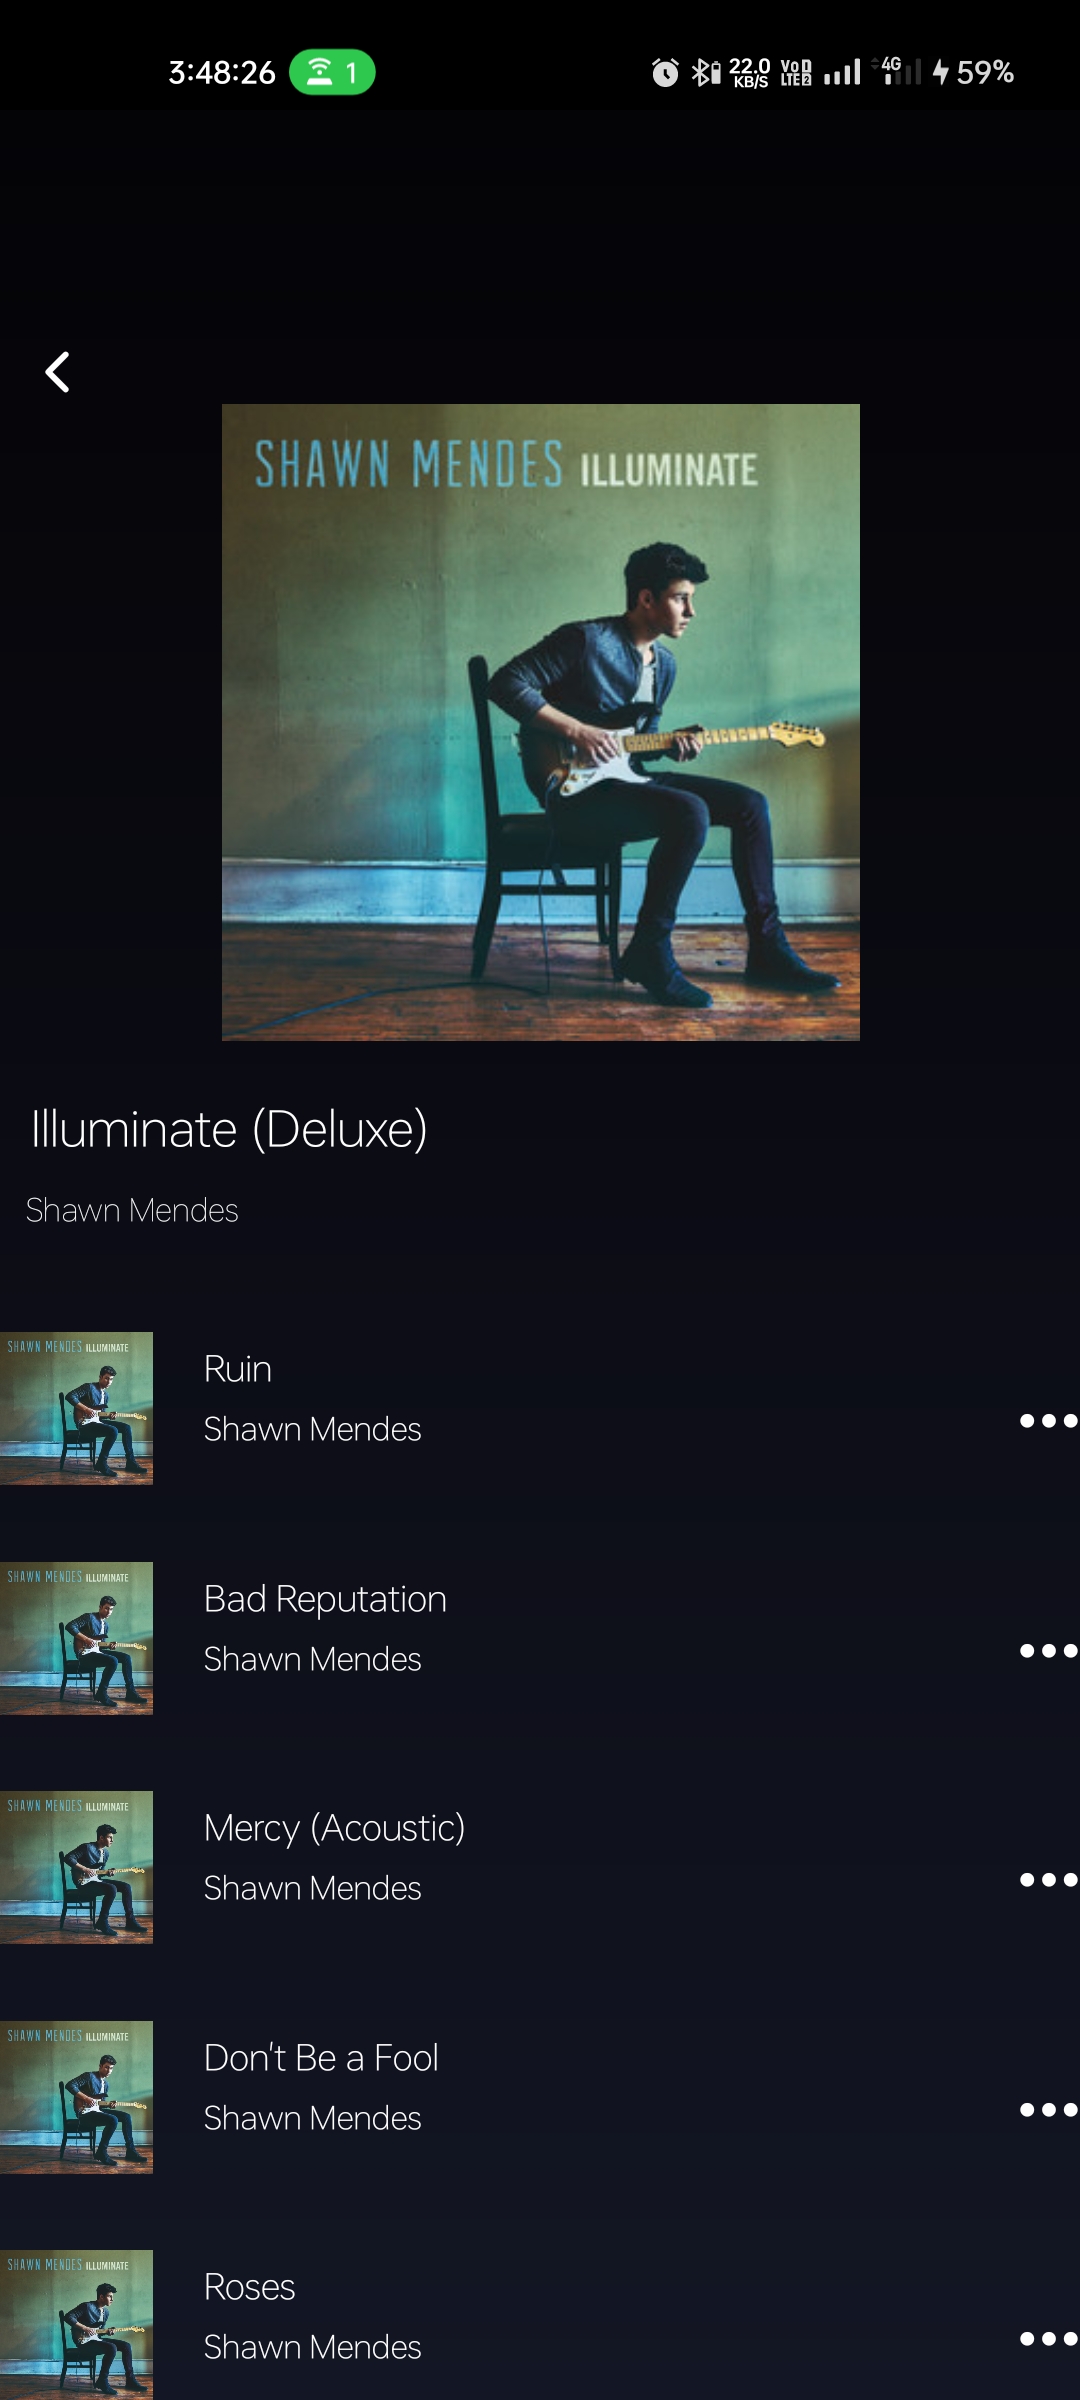 3:48:26 1 22.0 KB/S VoD LTE2 4G 59%
SHAWN MENDES ILLUMINATE
Illuminate (Deluxe)
Shawn Mendes
SHAWN MENDES ILLUMINATE
Ruin
Shawn Mendes
SHAWN MENDES ILLUMINATE
Bad Reputation
Shawn Mendes
SHAWN MENDES ILLUMINATE
Mercy (Acoustic)
Shawn Mendes
SHAWN MENDES ILLUMINATE
Don't Be a Fool
Shawn Mendes
SHAWN MENDES ILLUMINATE
Roses
Shawn Mendes